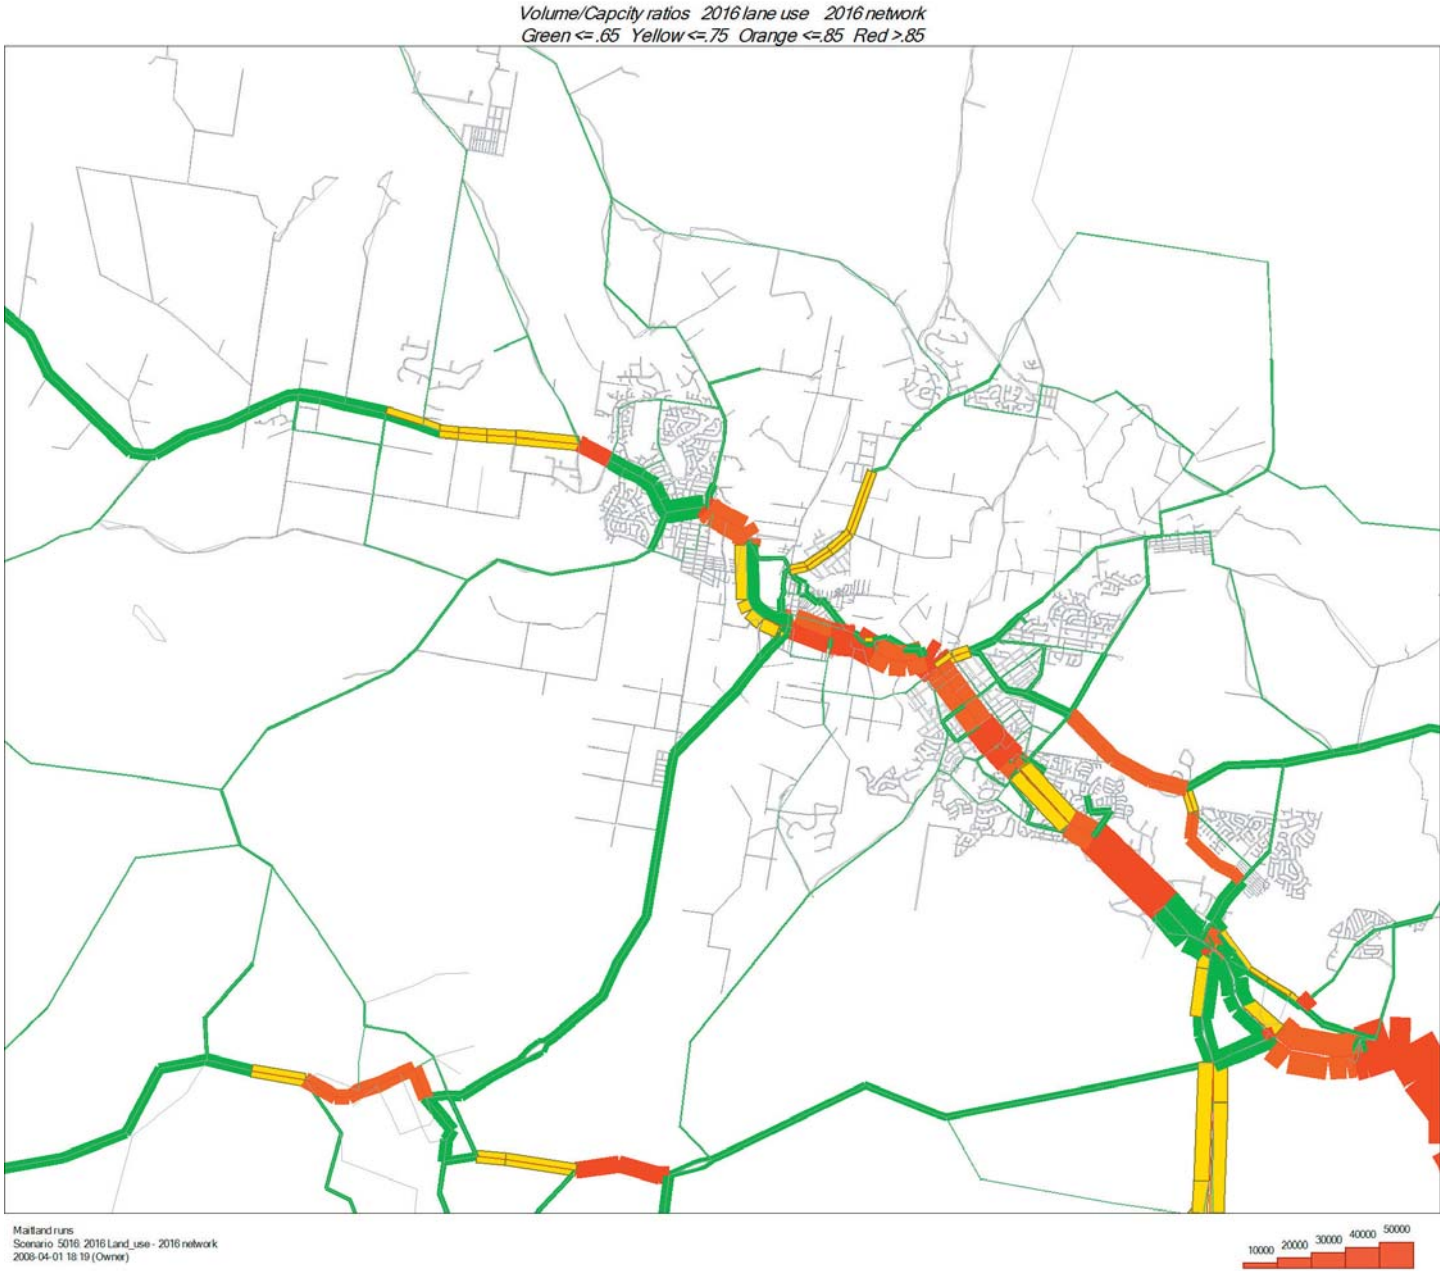 Volume/Capcity ratios 2016 lane use 2016 network
Green <= .65 Yellow <=.75 Orange <=.85 Red >.85
Maitland runs
Scenario 5016: 2016 Land_use - 2016 network
2008-04-01 18:19 (Owner)
10000 20000 30000 40000 50000